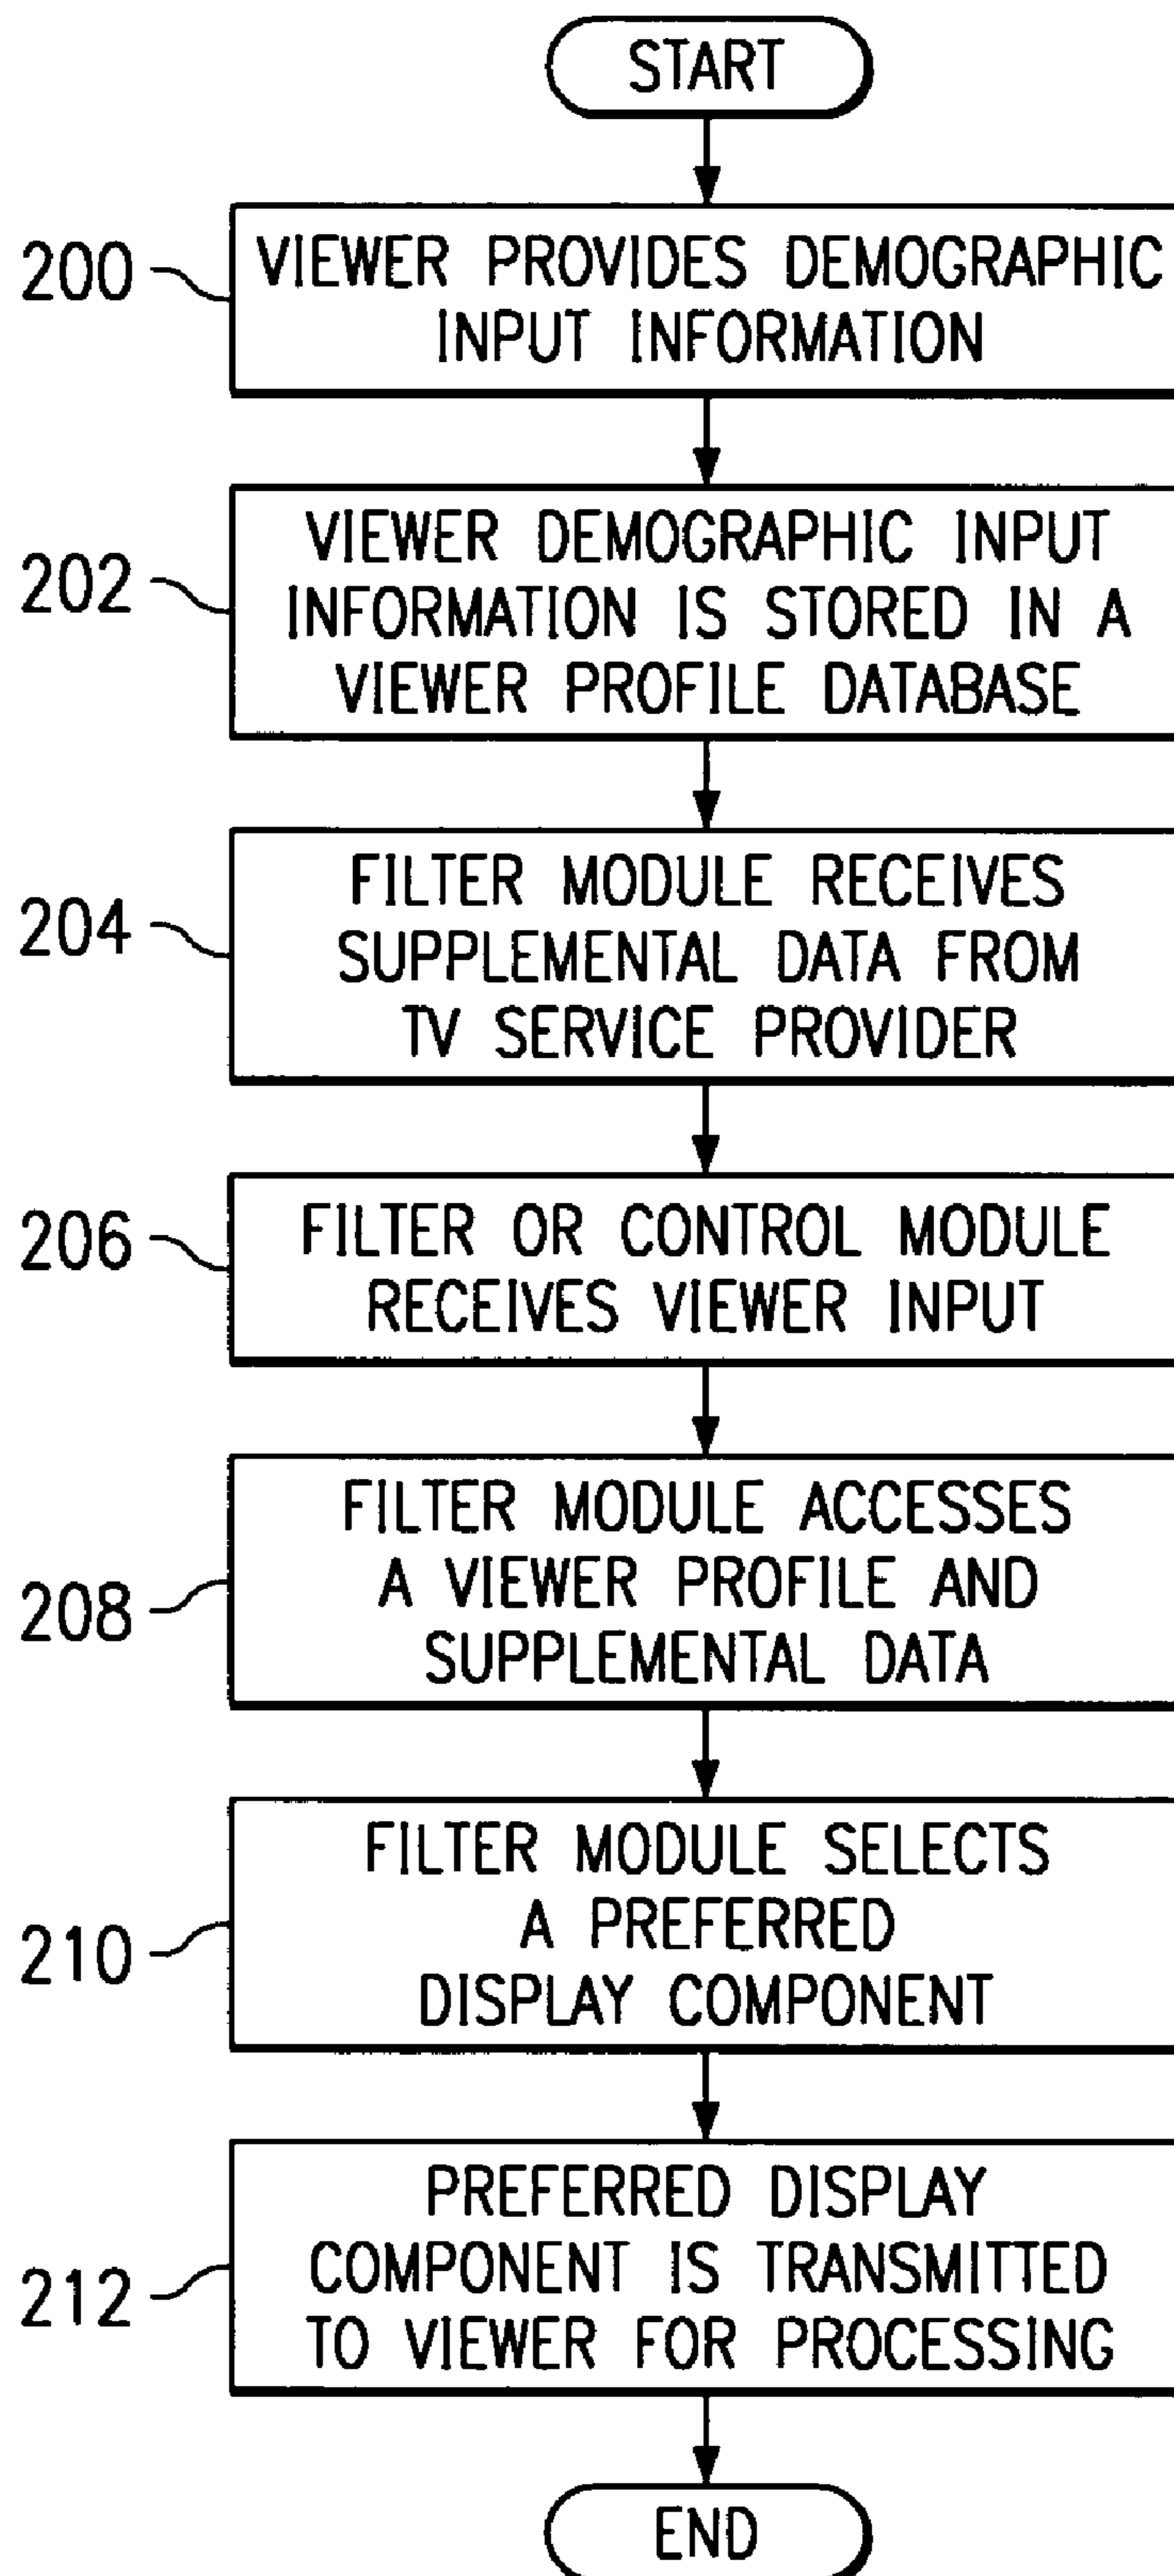 START
200
VIEWER PROVIDES DEMOGRAPHIC
INPUT INFORMATION
202
VIEWER DEMOGRAPHIC INPUT
INFORMATION IS STORED IN A
VIEWER PROFILE DATABASE
204
FILTER MODULE RECEIVES
SUPPLEMENTAL DATA FROM
TV SERVICE PROVIDER
206
FILTER OR CONTROL MODULE
RECEIVES VIEWER INPUT
208
FILTER MODULE ACCESSES
A VIEWER PROFILE AND
SUPPLEMENTAL DATA
210
FILTER MODULE SELECTS
A PREFERRED
DISPLAY COMPONENT
212
PREFERRED DISPLAY
COMPONENT IS TRANSMITTED
TO VIEWER FOR PROCESSING
END